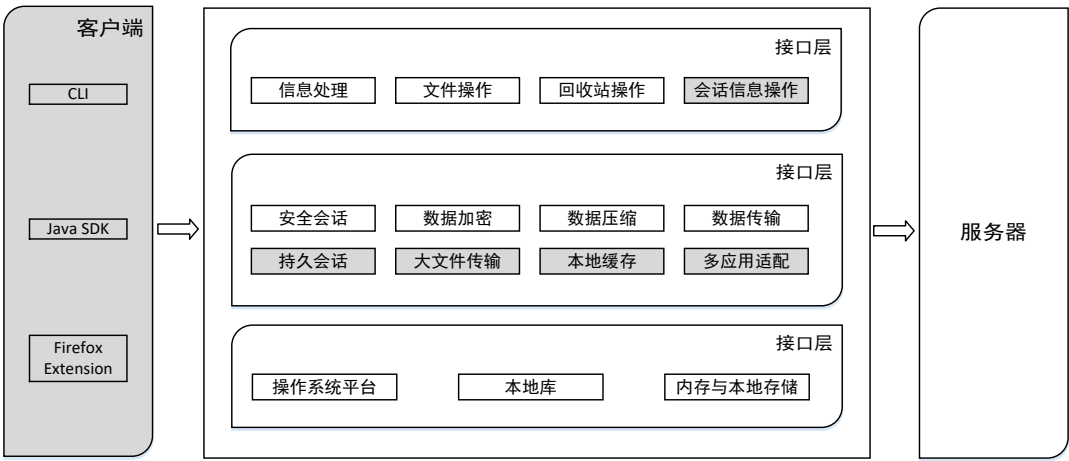 客户端
CLI
Java SDK
Firefox
Extension
接口层
信息处理
文件操作
回收站操作
会话信息操作
接口层
安全会话
数据加密
数据压缩
数据传输
持久会话
大文件传输
本地缓存
多应用适配
接口层
操作系统平台
本地库
内存与本地存储
服务器